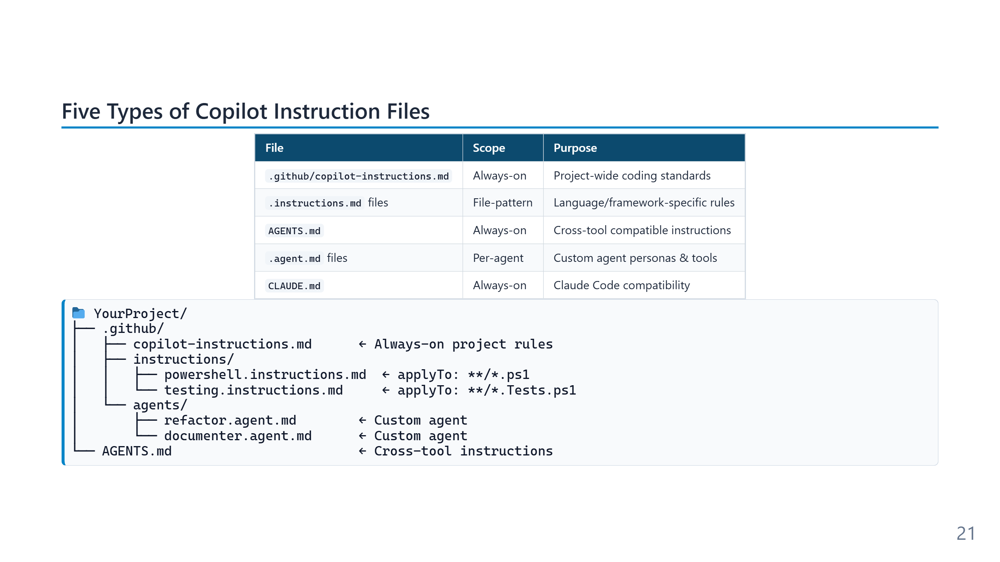 Five Types of Copilot Instruction Files
File Scope Purpose
.github/copilot-instructions.md Always-on Project-wide coding standards
.instructions.md files File-pattern Language/framework-specific rules
AGENTS.md Always-on Cross-tool compatible instructions
.agent.md files Per-agent Custom agent personas & tools
CLAUDE.md Always-on Claude Code compatibility
📁 YourProject/
├── .github/
│   ├── copilot-instructions.md      ← Always-on project rules
│   ├── instructions/
│   │   ├── powershell.instructions.md  ← applyTo: **/*.ps1
│   │   └── testing.instructions.md     ← applyTo: **/*.Tests.ps1
│   └── agents/
│       ├── refactor.agent.md        ← Custom agent
│       └── documenter.agent.md      ← Custom agent
└── AGENTS.md                        ← Cross-tool instructions
21